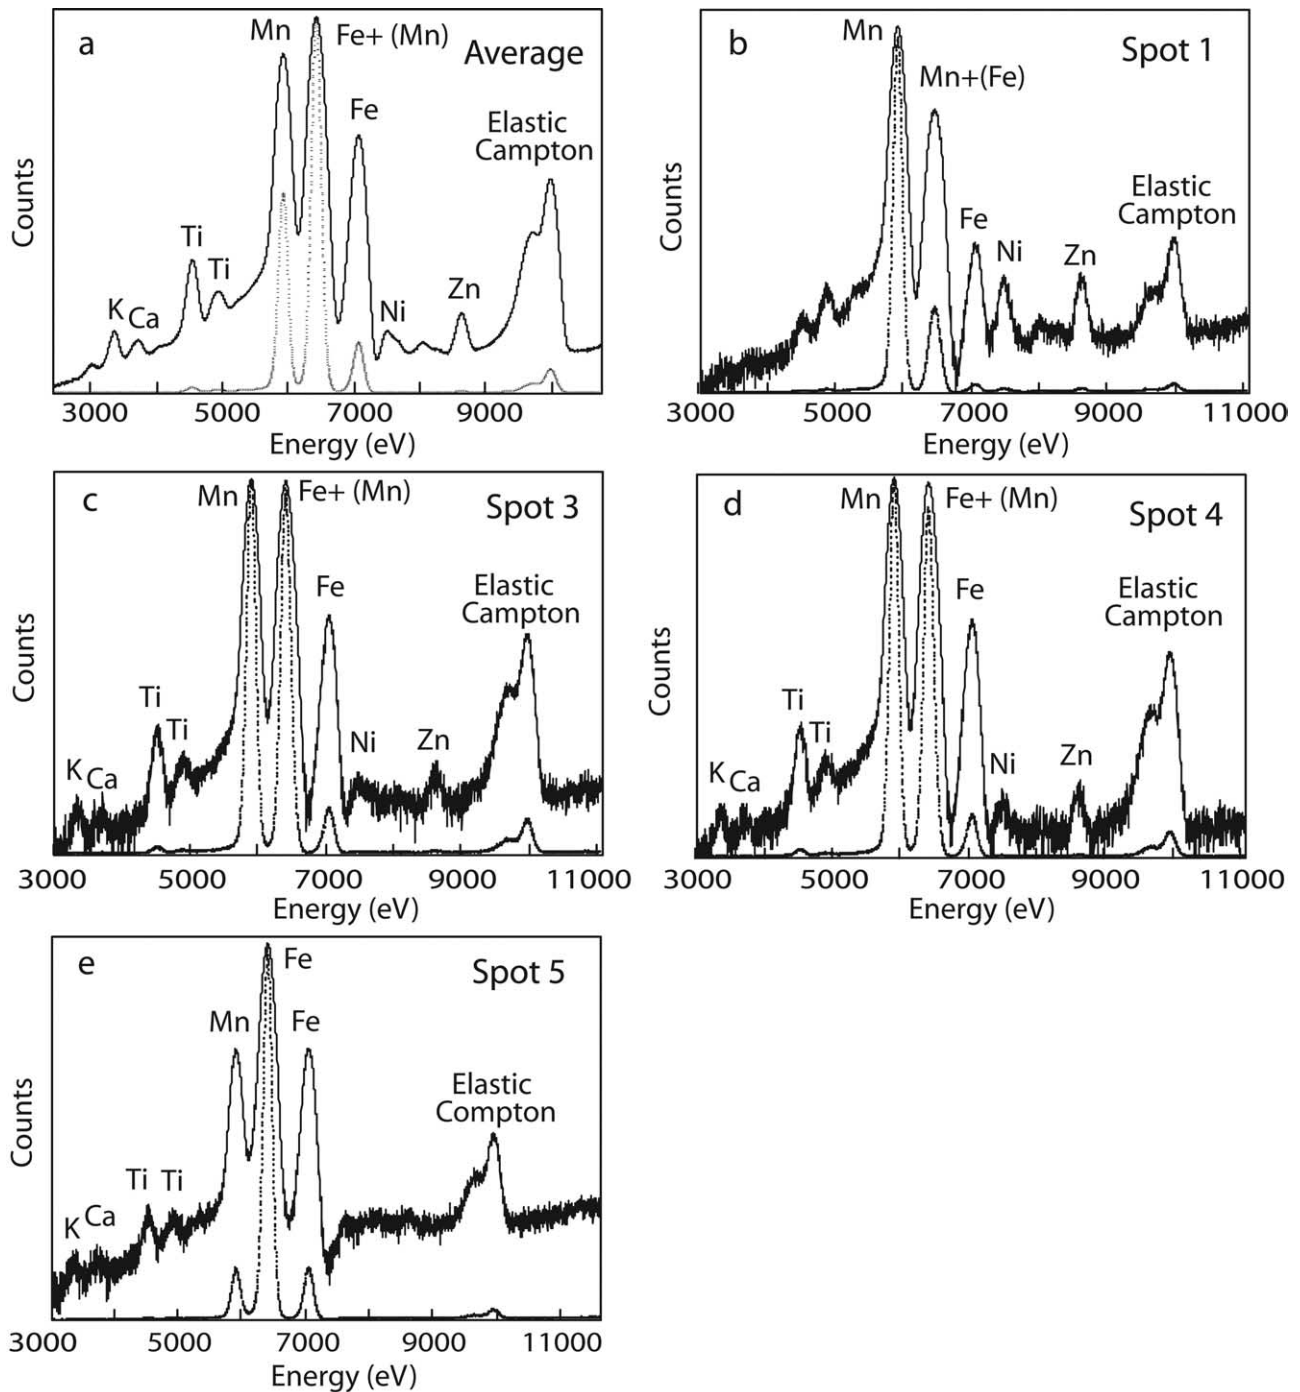 a
Average
Mn
Fe+ (Mn)
Fe
Elastic
Campton
Ti
Ti
K
Ca
Ni
Zn
Counts
3000
5000
7000
9000
Energy (eV)
b
Spot 1
Mn
Mn+(Fe)
Fe
Ni
Zn
Elastic
Campton
Counts
3000
5000
7000
9000
11000
Energy (eV)
c
Spot 3
Mn
Fe+ (Mn)
Fe
Elastic
Campton
Ti
Ti
K
Ca
Ni
Zn
Counts
3000
5000
7000
9000
11000
Energy (eV)
d
Spot 4
Mn
Fe+ (Mn)
Fe
Elastic
Campton
Ti
Ti
K
Ca
Ni
Zn
Counts
3000
5000
7000
9000
11000
Energy (eV)
e
Spot 5
Fe
Mn
Fe
Elastic
Compton
Ti
Ti
K
Ca
Counts
3000
5000
7000
9000
11000
Energy (eV)